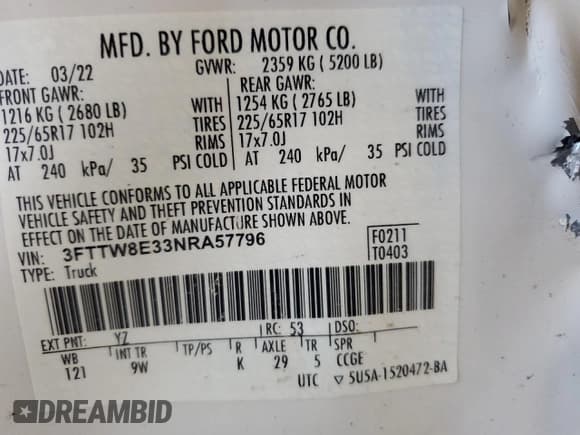 MFD. BY FORD MOTOR CO.
DATE: 03/22 GVWR: 2359 KG ( 5200 LB)
FRONT GAWR: REAR GAWR:
1216 KG ( 2680 LB) WITH 1254 KG ( 2765 LB) WITH
225/65R17 102H TIRES 225/65R17 102H TIRES
17x7.0J RIMS 17x7.0J RIMS
AT 240 kPa/ 35 PSI COLD AT 240 kPa/ 35 PSI COLD
THIS VEHICLE CONFORMS TO ALL APPLICABLE FEDERAL MOTOR
VEHICLE SAFETY AND THEFT PREVENTION STANDARDS IN
EFFECT ON THE DATE OF MANUFACTURE SHOWN ABOVE.
VIN: 3FTTW8E33NRA57796 F0211
TYPE: Truck T0403
EXT PNT: YZ RC: 53 DSO:
WB INT TR TP/PS R AXLE TR SPR
121 9W K 29 5 CCGE
UTC ▽ 5U5A-1520472-BA
DREAMBID